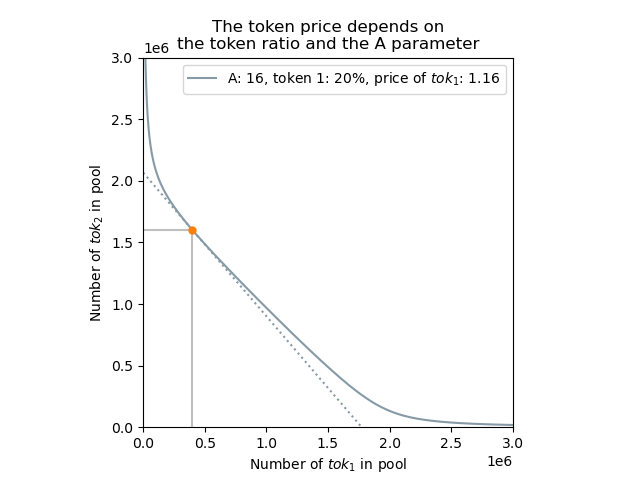 The token price depends on
the token ratio and the A parameter
1e6
A: 16, token 1: 20%, price of tok₁: 1.16
3.0
2.5
2.0
1.5
1.0
0.5
0.0
Number of tok₂ in pool
0.0 0.5 1.0 1.5 2.0 2.5 3.0
Number of tok₁ in pool
1e6